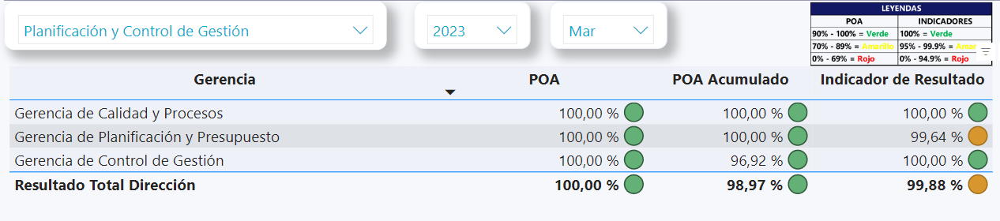 LEYENDAS
POA INDICADORES
Planificación y Control de Gestión 2023 Mar
90% - 100% = Verde 100% = Verde
70% - 89% = Amarillo 95% - 99.9% =
0% - 69% = Rojo 0% - 94.9% = Rojo
Gerencia POA POA Acumulado Indicador de Resultado
Gerencia de Calidad y Procesos 100,00 % 100,00 % 100,00 %
Gerencia de Planificación y Presupuesto 100,00 % 100,00 % 99,64 %
Gerencia de Control de Gestión 100,00 % 96,92 % 100,00 %
Resultado Total Dirección 100,00 % 98,97 % 99,88 %